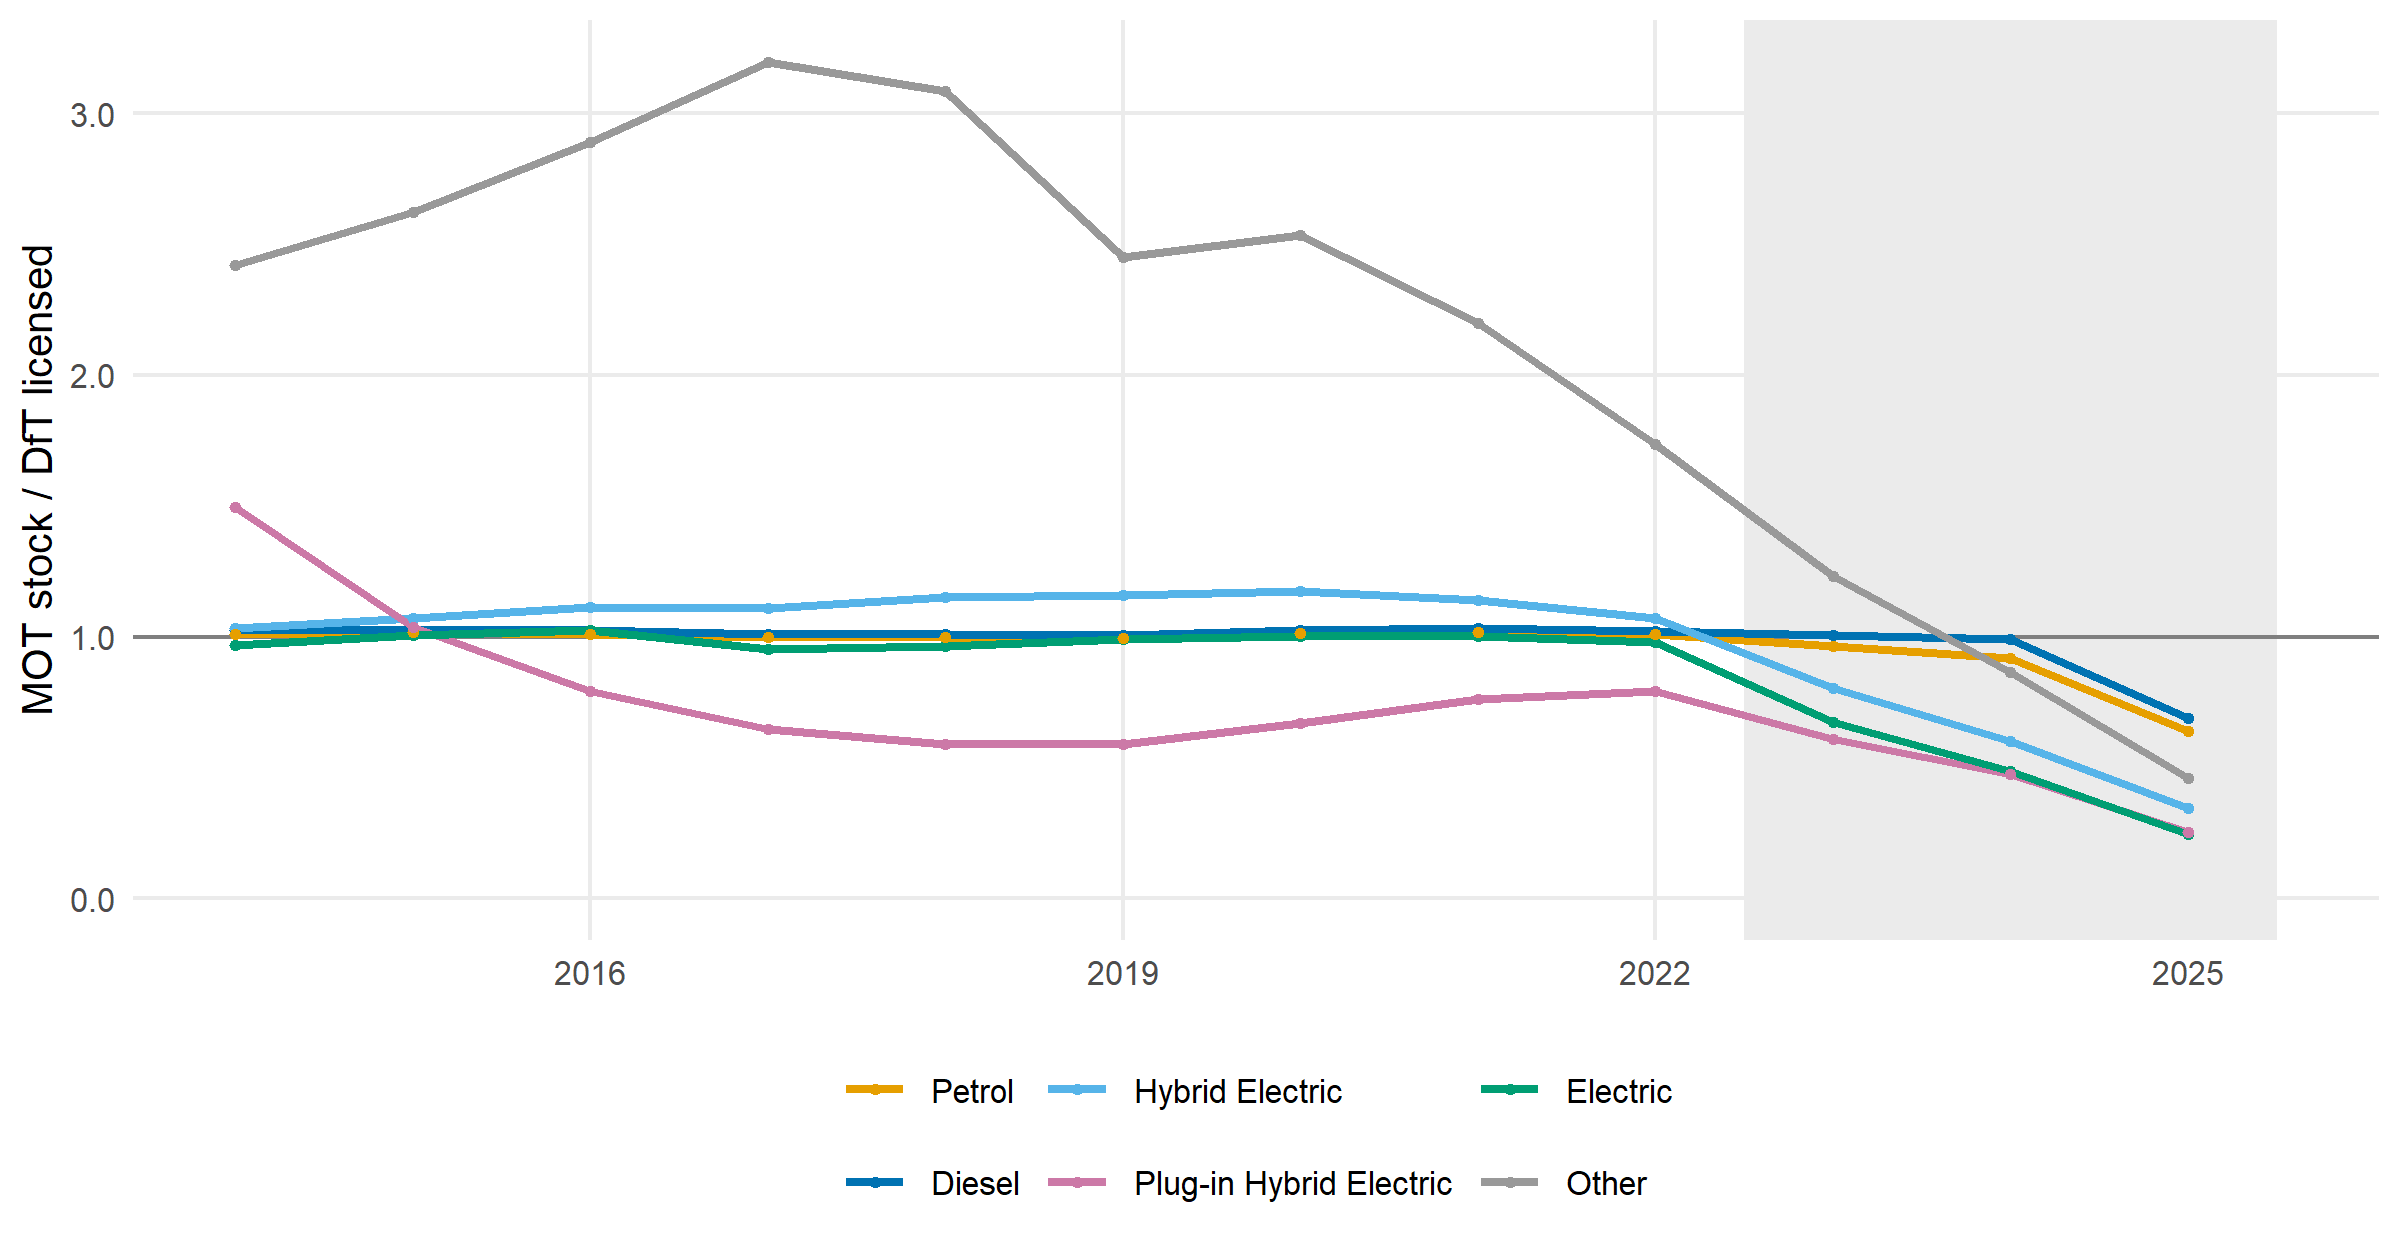 MOT stock / DfT licensed
3.0
2.0
1.0
0.0
2016 2019 2022 2025
Petrol Hybrid Electric Electric
Diesel Plug-in Hybrid Electric Other